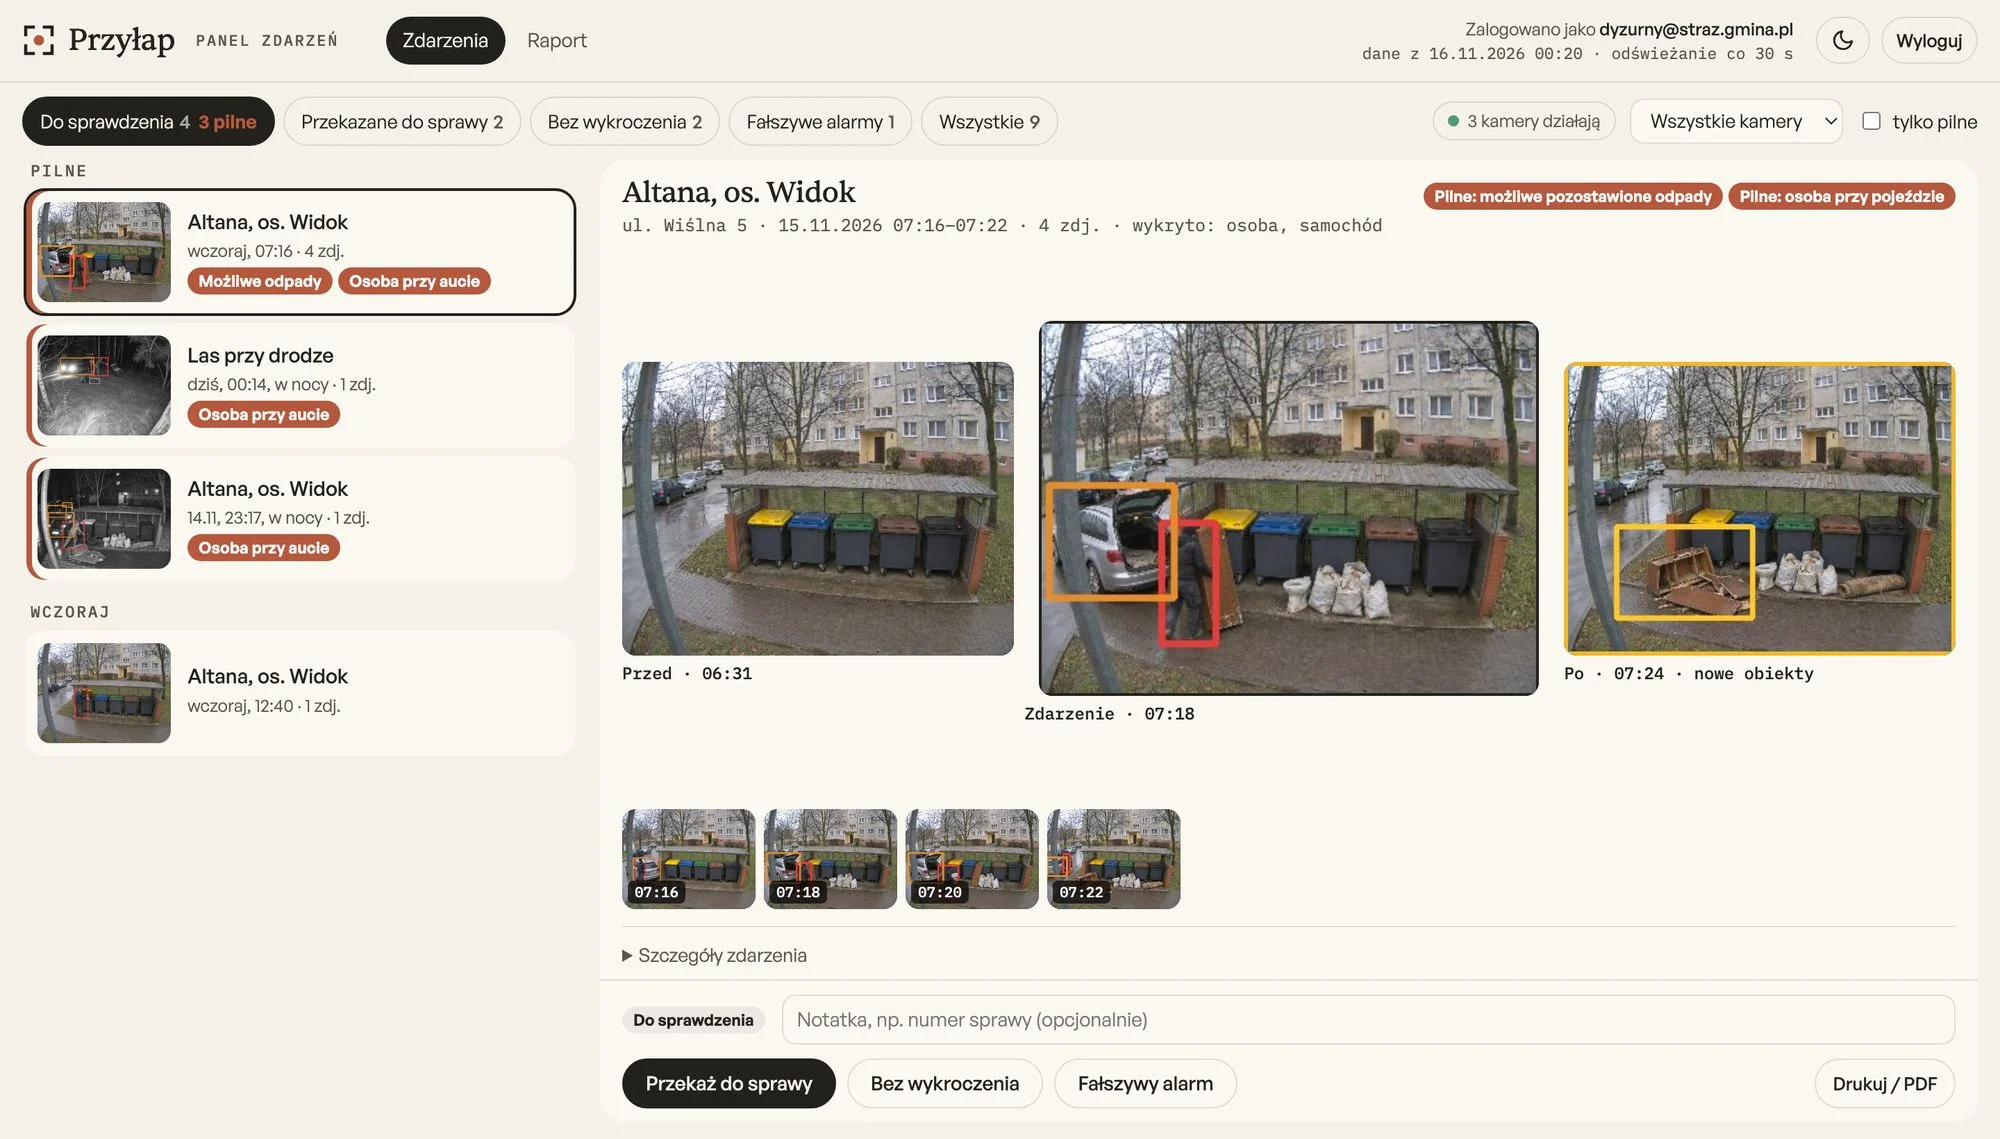 Przyłap PANEL ZDARZEŃ Zdarzenia Raport
Zalogowano jako dyzurny@straz.gmina.pl
dane z 16.11.2026 00:20 · odświeżanie co 30 s
Wyloguj
Do sprawdzenia 4 3 pilne
Przekazane do sprawy 2
Bez wykroczenia 2
Fałszywe alarmy 1
Wszystkie 9
3 kamery działają
Wszystkie kamery
tylko pilne
PILNE
Altana, os. Widok
wczoraj, 07:16 · 4 zdj.
Możliwe odpady Osoba przy aucie
Las przy drodze
dziś, 00:14, w nocy · 1 zdj.
Osoba przy aucie
Altana, os. Widok
14.11, 23:17, w nocy · 1 zdj.
Osoba przy aucie
WCZORAJ
Altana, os. Widok
wczoraj, 12:40 · 1 zdj.
Altana, os. Widok
Pilne: możliwe pozostawione odpady Pilne: osoba przy pojeździe
ul. Wiślna 5 · 15.11.2026 07:16–07:22 · 4 zdj. · wykryto: osoba, samochód
Przed · 06:31
Zdarzenie · 07:18
Po · 07:24 · nowe obiekty
07:16 07:18 07:20 07:22
Szczegóły zdarzenia
Do sprawdzenia
Notatka, np. numer sprawy (opcjonalnie)
Przekaż do sprawy
Bez wykroczenia
Fałszywy alarm
Drukuj / PDF